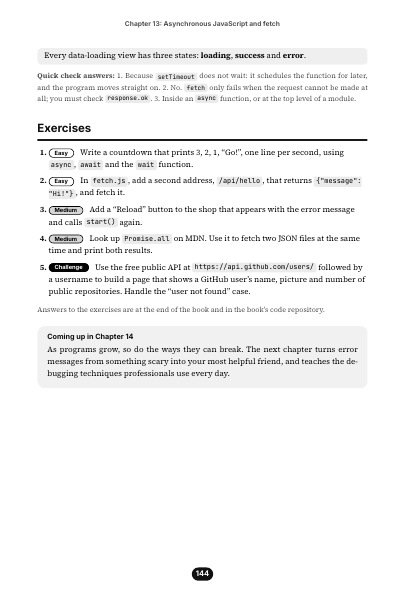 Chapter 13: Asynchronous JavaScript and fetch
Every data-loading view has three states: loading, success and error.
Quick check answers: 1. Because setTimeout does not wait: it schedules the function for later,
and the program moves straight on. 2. No. fetch only fails when the request cannot be made at
all; you must check response.ok. 3. Inside an async function, or at the top level of a module.
Exercises
1. Easy Write a countdown that prints 3, 2, 1, “Go!”, one line per second, using
async, await and the wait function.
2. Easy In fetch.js, add a second address, /api/hello, that returns {"message":
"Hi!"}, and fetch it.
3. Medium Add a “Reload” button to the shop that appears with the error message
and calls start() again.
4. Medium Look up Promise.all on MDN. Use it to fetch two JSON files at the same
time and print both results.
5. Challenge Use the free public API at https://api.github.com/users/ followed by
a username to build a page that shows a GitHub user’s name, picture and number of
public repositories. Handle the “user not found” case.
Answers to the exercises are at the end of the book and in the book’s code repository.
Coming up in Chapter 14
As programs grow, so do the ways they can break. The next chapter turns error
messages from something scary into your most helpful friend, and teaches the de-
bugging techniques professionals use every day.
144